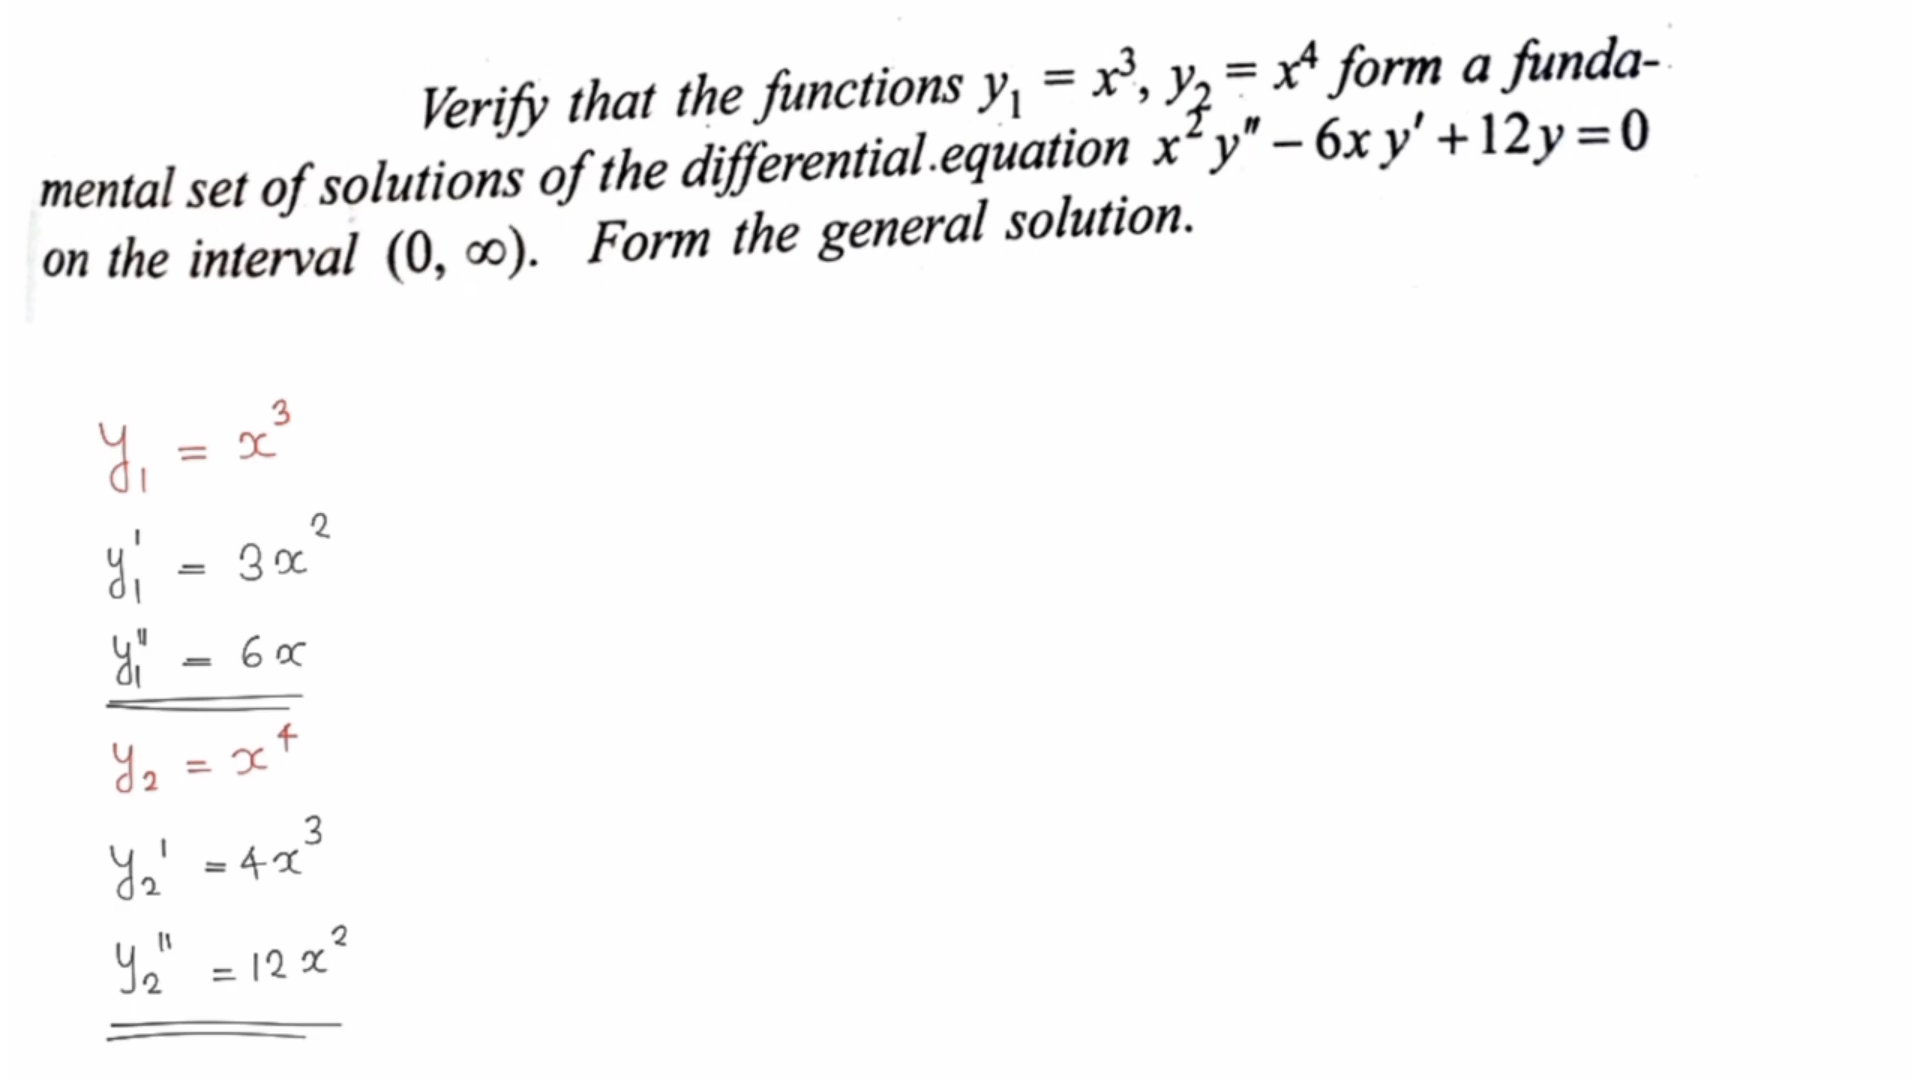 Verify that the functions y₁ = x³, y₂ = x⁴ form a funda-
mental set of solutions of the differential equation x² y″ – 6x y′ + 12y = 0
on the interval (0, ∞). Form the general solution.
y₁ = x³
y₁′ = 3x²
y₁″ = 6x
y₂ = x⁴
y₂′ = 4x³
y₂″ = 12x²